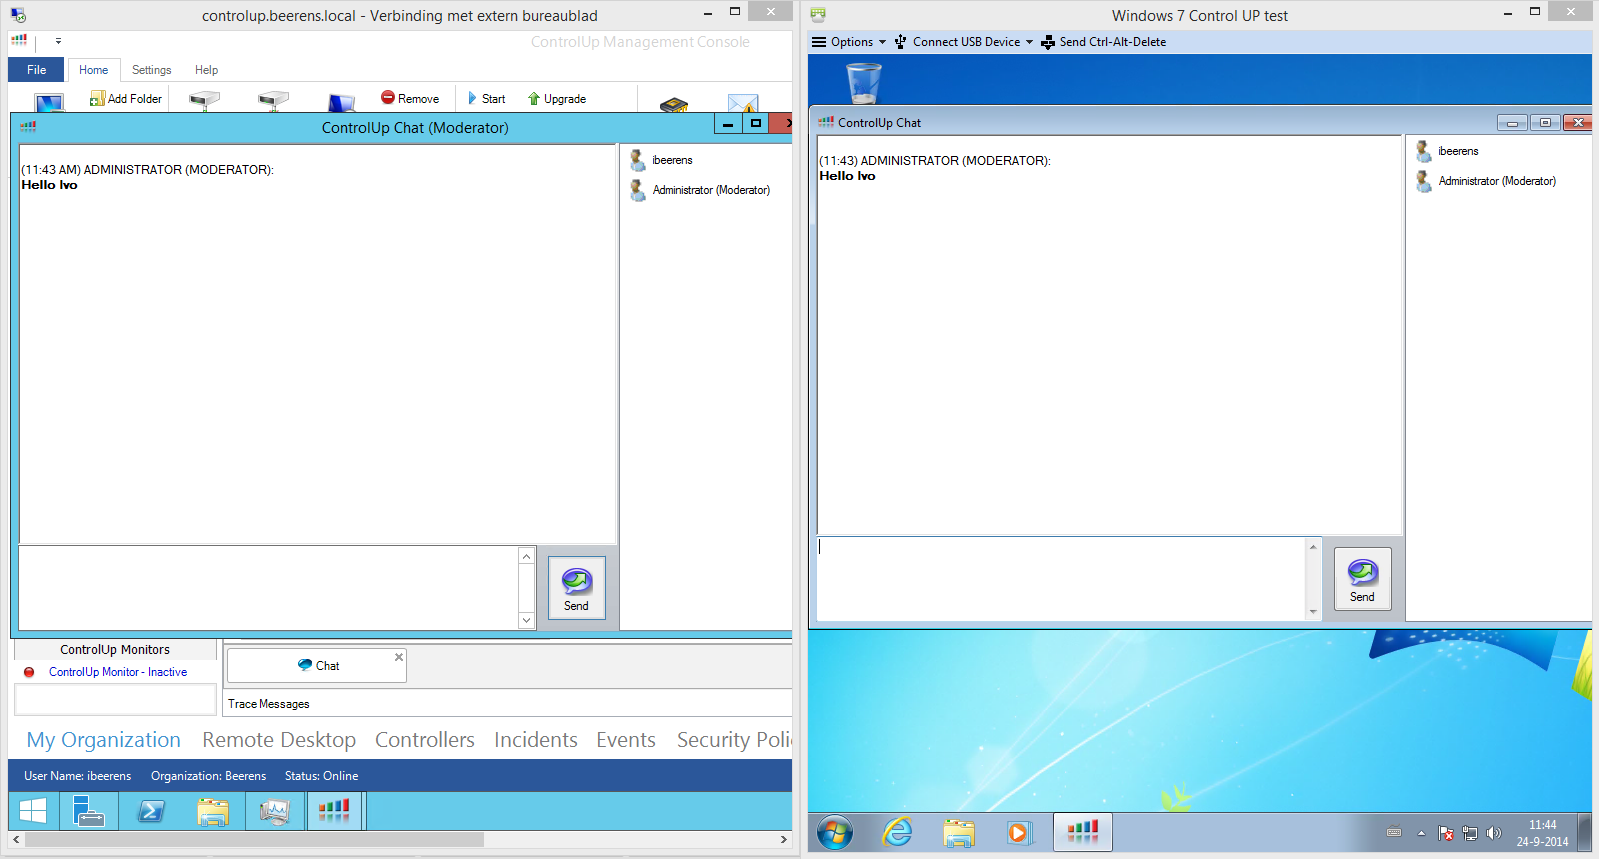 controlup.beerens.local - Verbinding met extern bureaublad
ControlUp Management Console
File Home Settings Help
Add Folder Remove Start Upgrade
ControlUp Chat (Moderator)
(11:43 AM) ADMINISTRATOR (MODERATOR):
Hello Ivo
ibeerens
Administrator (Moderator)
Send
ControlUp Monitors
ControlUp Monitor - Inactive
Chat
Trace Messages
My Organization Remote Desktop Controllers Incidents Events Security Poli
User Name: ibeerens Organization: Beerens Status: Online
Windows 7 Control UP test
Options Connect USB Device Send Ctrl-Alt-Delete
ControlUp Chat
(11:43) ADMINISTRATOR (MODERATOR):
Hello Ivo
ibeerens
Administrator (Moderator)
Send
11:44
24-9-2014